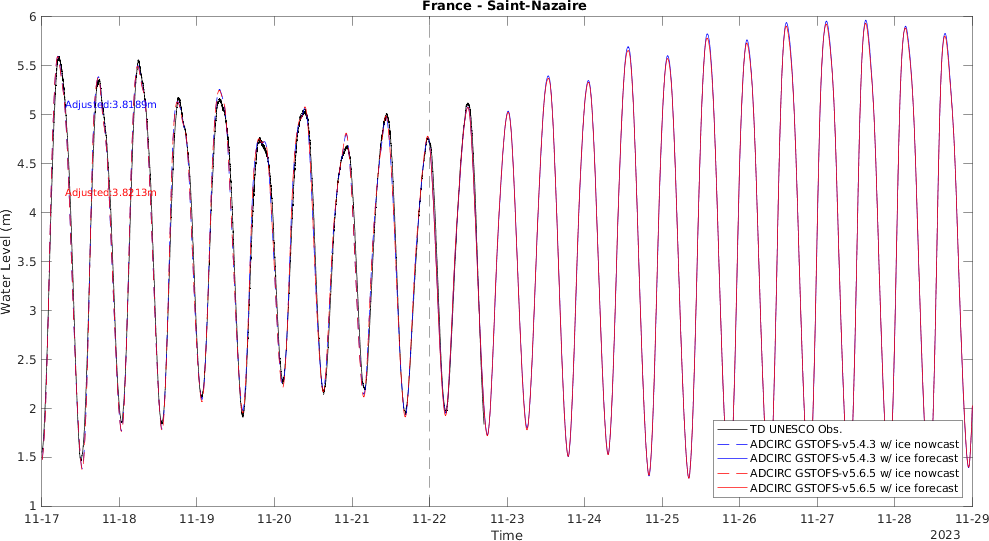 France - Saint-Nazaire
6
5.5
5
4.5
4
3.5
3
2.5
2
1.5
1
Water Level (m)
Adjusted:3.8189m
Adjusted:3.8213m
TD UNESCO Obs.
ADCIRC GSTOFS-v5.4.3 w/ ice nowcast
ADCIRC GSTOFS-v5.4.3 w/ ice forecast
ADCIRC GSTOFS-v5.6.5 w/ ice nowcast
ADCIRC GSTOFS-v5.6.5 w/ ice forecast
11-17 11-18 11-19 11-20 11-21 11-22 11-23 11-24 11-25 11-26 11-27 11-28 11-29
Time
2023